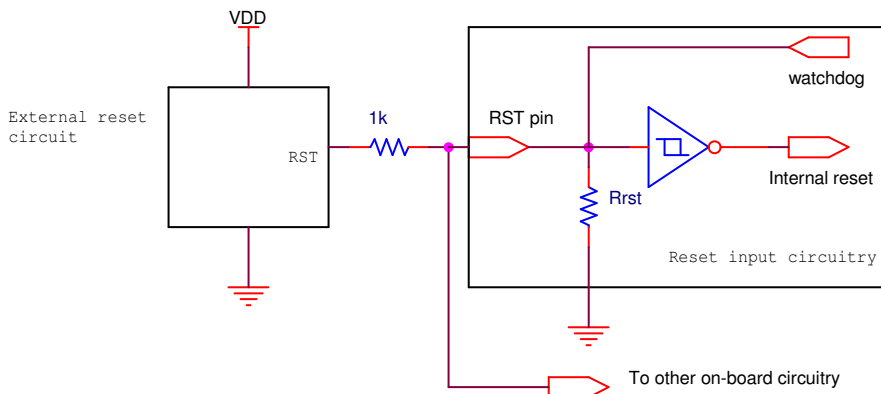 VDD
External reset
circuit
RST
1k
RST pin
watchdog
Internal reset
Rrst
Reset input circuitry
To other on-board circuitry